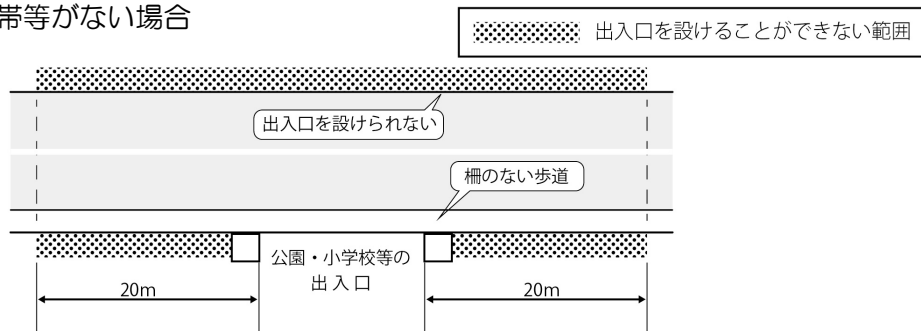 帯等がない場合
出入口を設けることができない範囲
出入口を設けられない
柵のない歩道
公園・小学校等の
出入口
20m
20m